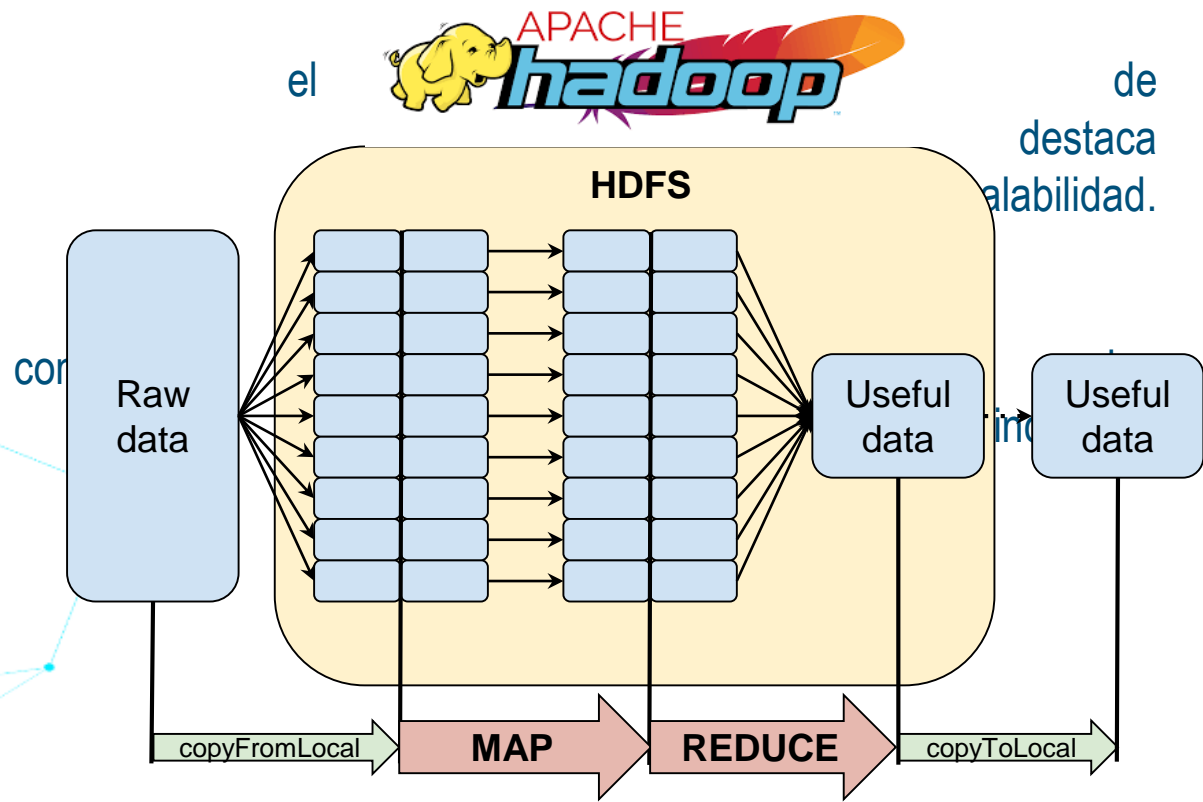 APACHE
hadoop
el de
destaca
HDFS
alabilidad.
Raw
data
Useful
data
Useful
data
copyFromLocal
MAP
REDUCE
copyToLocal